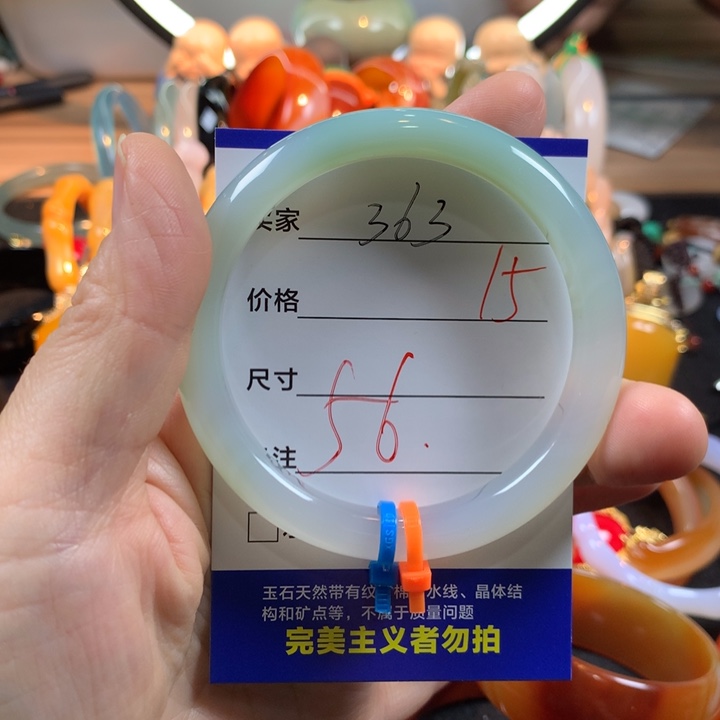 家 363
价格 15
尺寸
注 56.
玉石天然带有纹 棉 水线、晶体结
构和矿点等，不属于质量问题
完美主义者勿拍